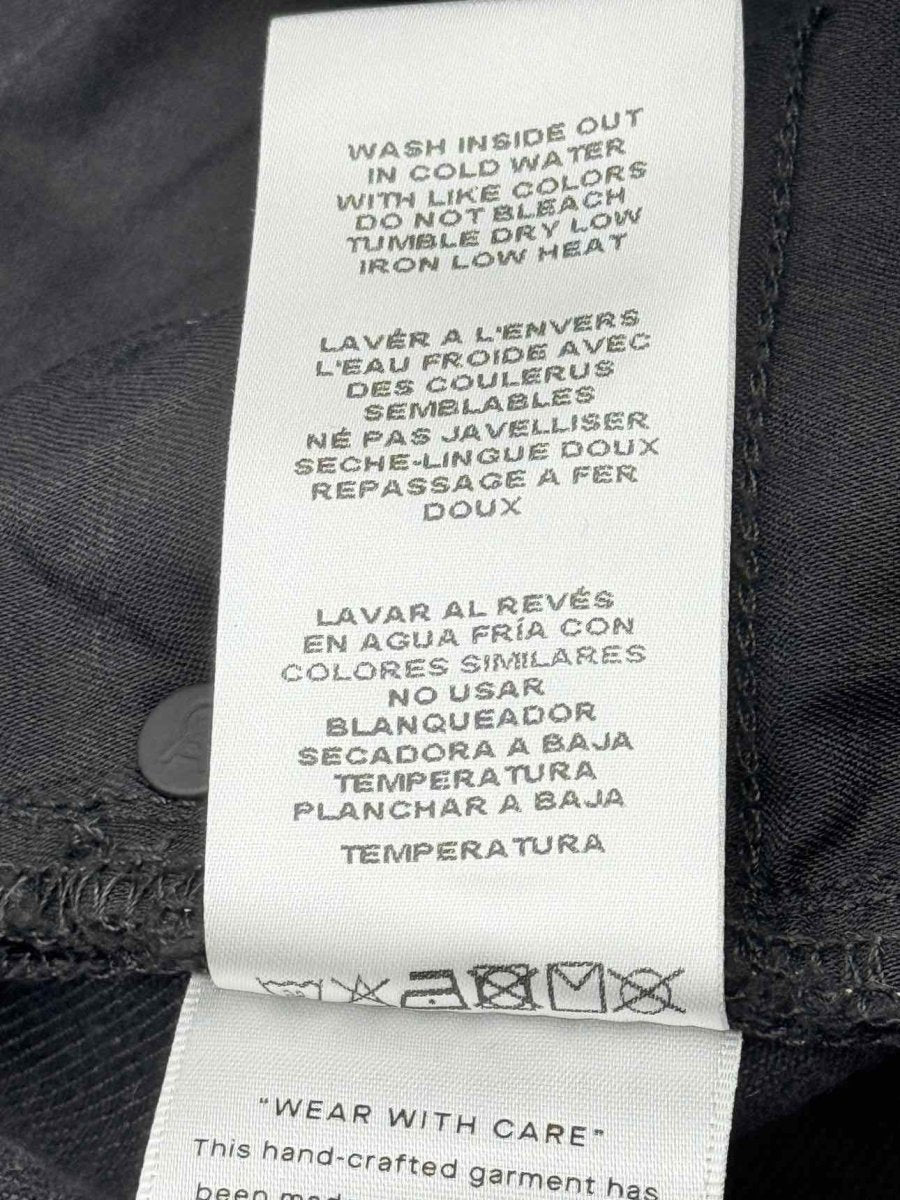 WASH INSIDE OUT
IN COLD WATER
WITH LIKE COLORS
DO NOT BLEACH
TUMBLE DRY LOW
IRON LOW HEAT
LAVÉR A L'ENVERS
L'EAU FROIDE AVEC
DES COULERUS
SEMBLABLES
NÉ PAS JAVELLISER
SECHE-LINGUE DOUX
REPASSAGE A FER
DOUX
LAVAR AL REVÉS
EN AGUA FRÍA CON
COLORES SIMILARES
NO USAR
BLANQUEADOR
SECADORA A BAJA
TEMPERATURA
PLANCHAR A BAJA
TEMPERATURA
"WEAR WITH CARE"
This hand-crafted garment has
been